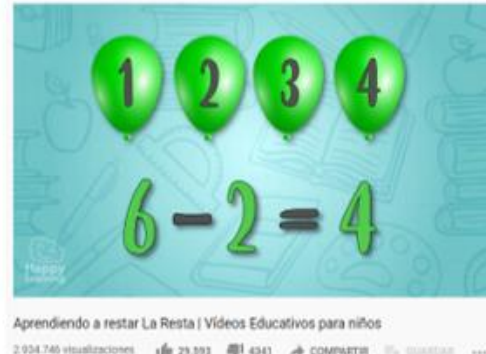 1 2 3 4
6 - 2 = 4
Happy Learning
Aprendiendo a restar La Resta | Vídeos Educativos para niños
2.934.746 visualizaciones 29.593 4341 COMPARTIR GUARDAR ...